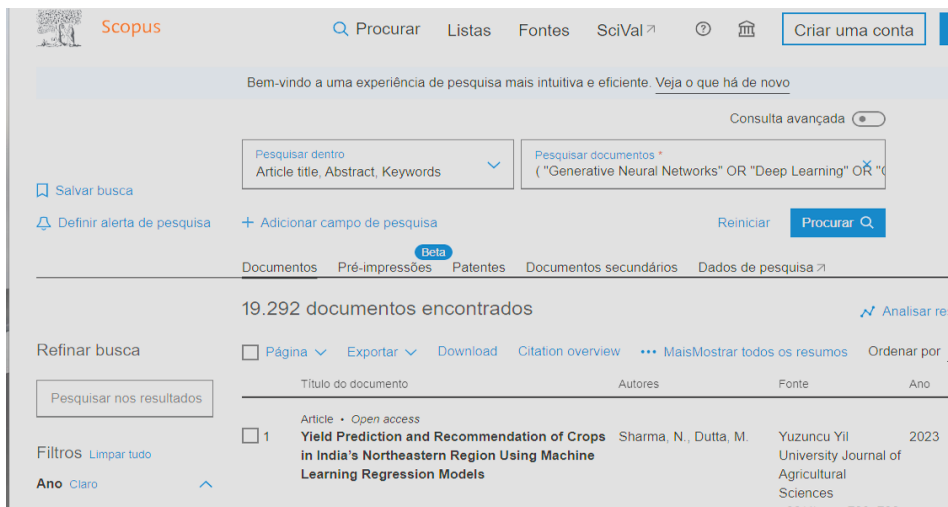 Scopus
Procurar Listas Fontes SciVal Criar uma conta
Bem-vindo a uma experiência de pesquisa mais intuitiva e eficiente. Veja o que há de novo
Consulta avançada
Pesquisar dentro
Article title, Abstract, Keywords
Pesquisar documentos *
( "Generative Neural Networks" OR "Deep Learning" OR "
Salvar busca
Definir alerta de pesquisa
+ Adicionar campo de pesquisa
Reiniciar
Procurar
Beta
Documentos Pré-impressões Patentes Documentos secundários Dados de pesquisa
19.292 documentos encontrados
Analisar re
Refinar busca
Página Exportar Download Citation overview ••• MaisMostrar todos os resumos Ordenar por
Título do documento Autores Fonte Ano
Pesquisar nos resultados
Article • Open access
1 Yield Prediction and Recommendation of Crops Sharma, N., Dutta, M. Yuzuncu Yil 2023
in India's Northeastern Region Using Machine University Journal of
Learning Regression Models Agricultural
Sciences
Filtros Limpar tudo
Ano Claro